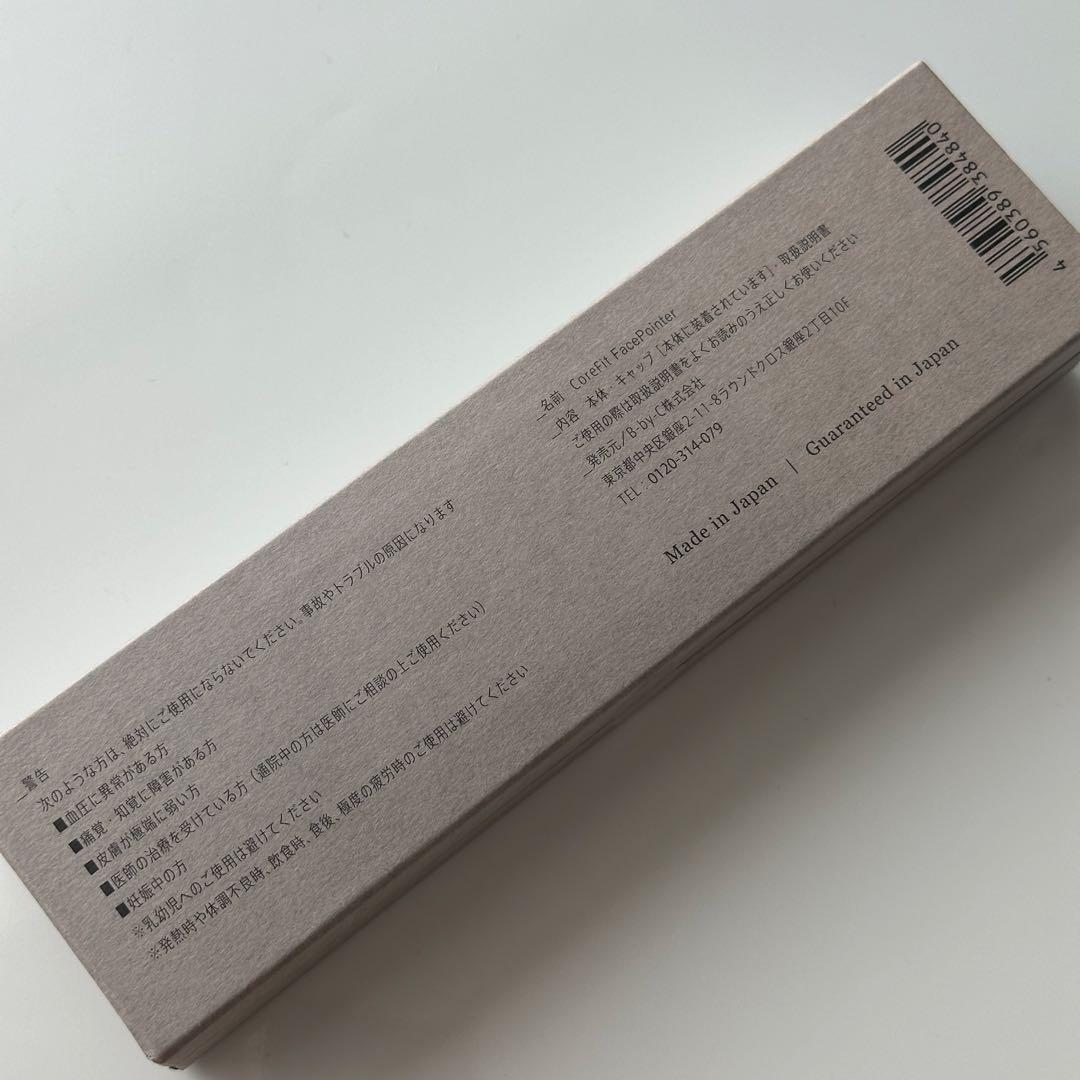 _警告
次のような方は、絶対にご使用にならないでください。事故やトラブルの原因になります
■血圧に異常がある方
■痛覚・知覚に障害がある方
■皮膚が極端に弱い方
■医師の治療を受けている方（通院中の方は医師にご相談の上ご使用ください）
■妊娠中の方
※乳幼児へのご使用は避けてください
※発熱時や体調不良時、飲食時、食後、極度の疲労時のご使用は避けてください
_名前 CoreFit FacePointer
_内容 本体・キャップ［本体に装着されています］・取扱説明書
ご使用の際は取扱説明書をよくお読みのうえ正しくお使いください
_発売元/B-by-C株式会社
東京都中央区銀座2-11-8ラウンドクロス銀座2丁目10F
TEL：0120-314-079
Made in Japan | Guaranteed in Japan
4 560389 384840